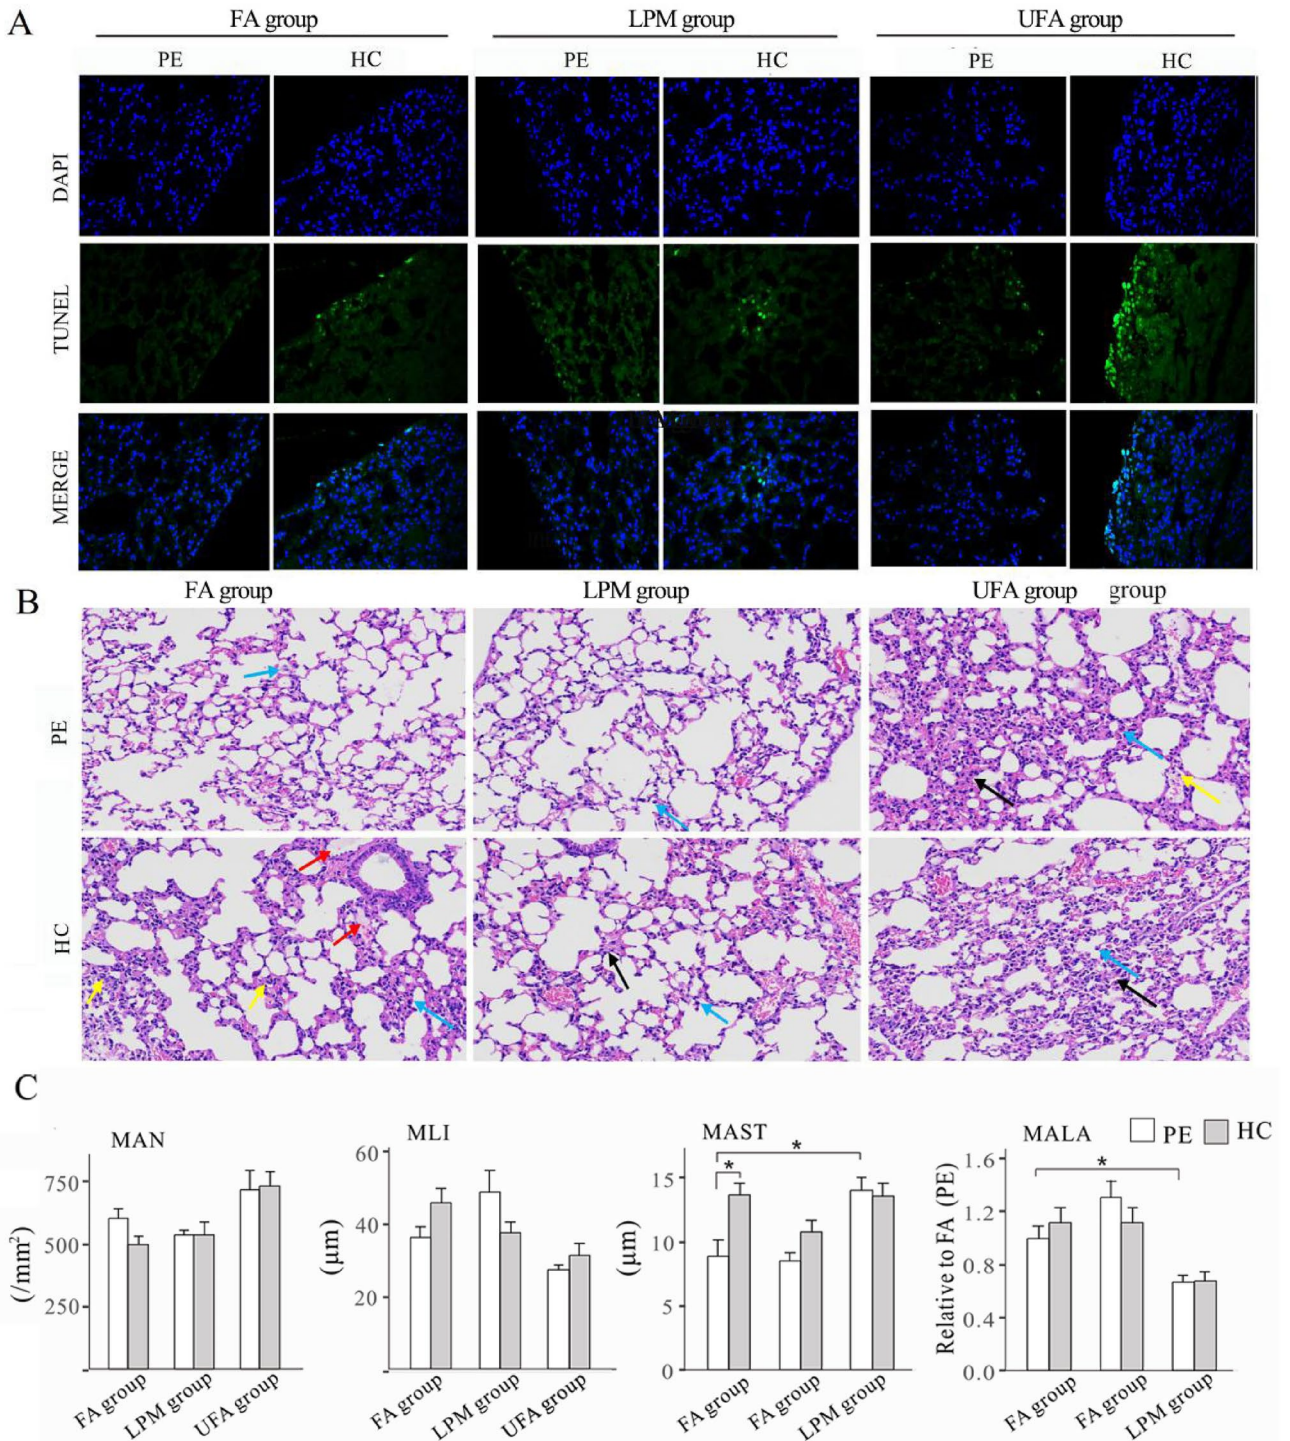 A
FA group
LPM group
UFA group
PE
HC
PE
HC
PE
HC
DAPI
TUNEL
MERGE
B
FA group
LPM group
UFA group
group
PE
HC
C
MAN
MLI
MAST
MALA
PE
HC
(/mm²)
750
500
250
FA group
LPM group
UFA group
(μm)
60
40
20
FA group
LPM group
UFA group
(μm)
15
10
5
0
*
*
FA group
FA group
LPM group
Relative to FA (PE)
1.6
1.2
0.8
0.4
0.0
*
FA group
FA group
LPM group